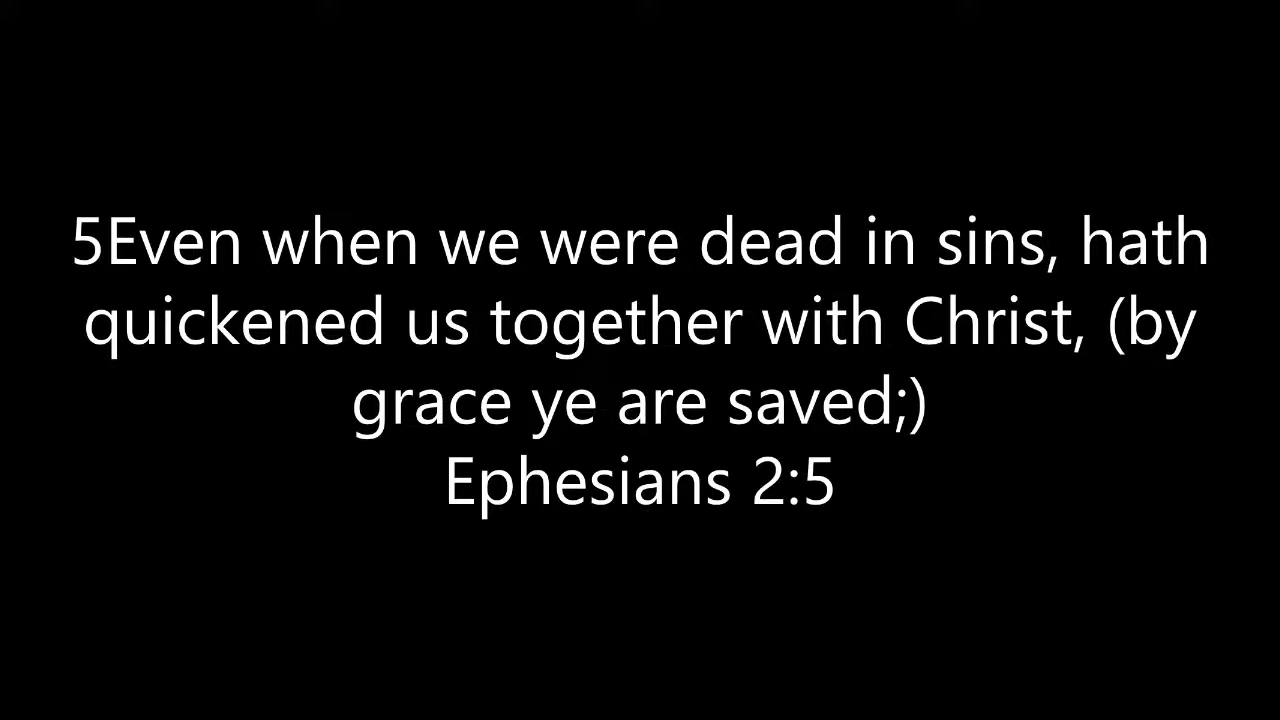 5Even when we were dead in sins, hath
quickened us together with Christ, (by
grace ye are saved;)
Ephesians 2:5